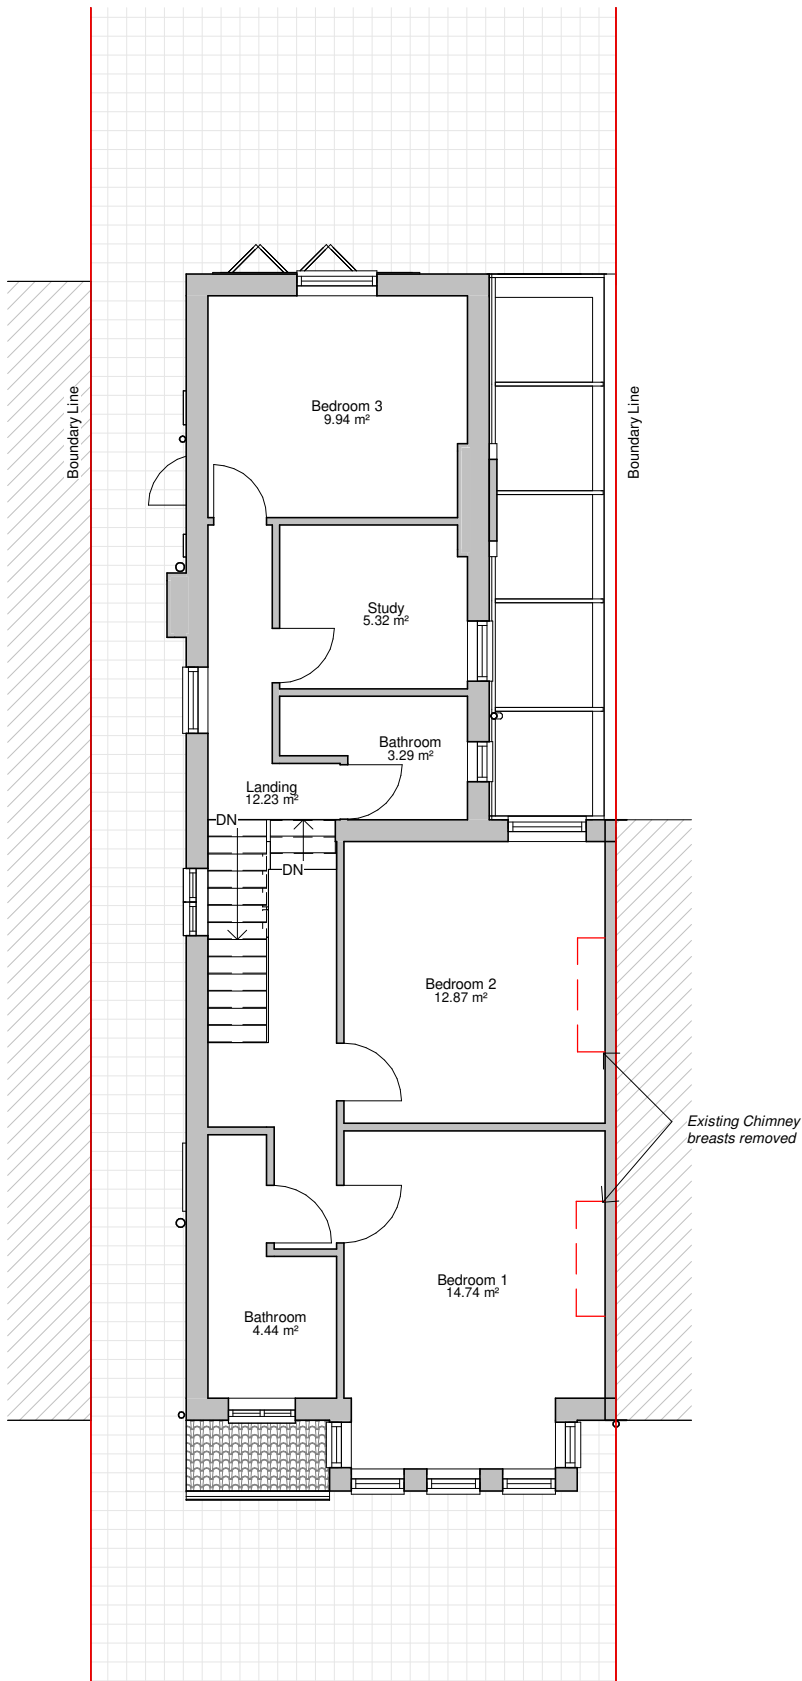 Boundary Line
Boundary Line
Bedroom 3
9.94 m²
Study
5.32 m²
Bathroom
3.29 m²
Landing
12.23 m²
DN
DN
Bedroom 2
12.87 m²
Existing Chimney
breasts removed
Bedroom 1
14.74 m²
Bathroom
4.44 m²